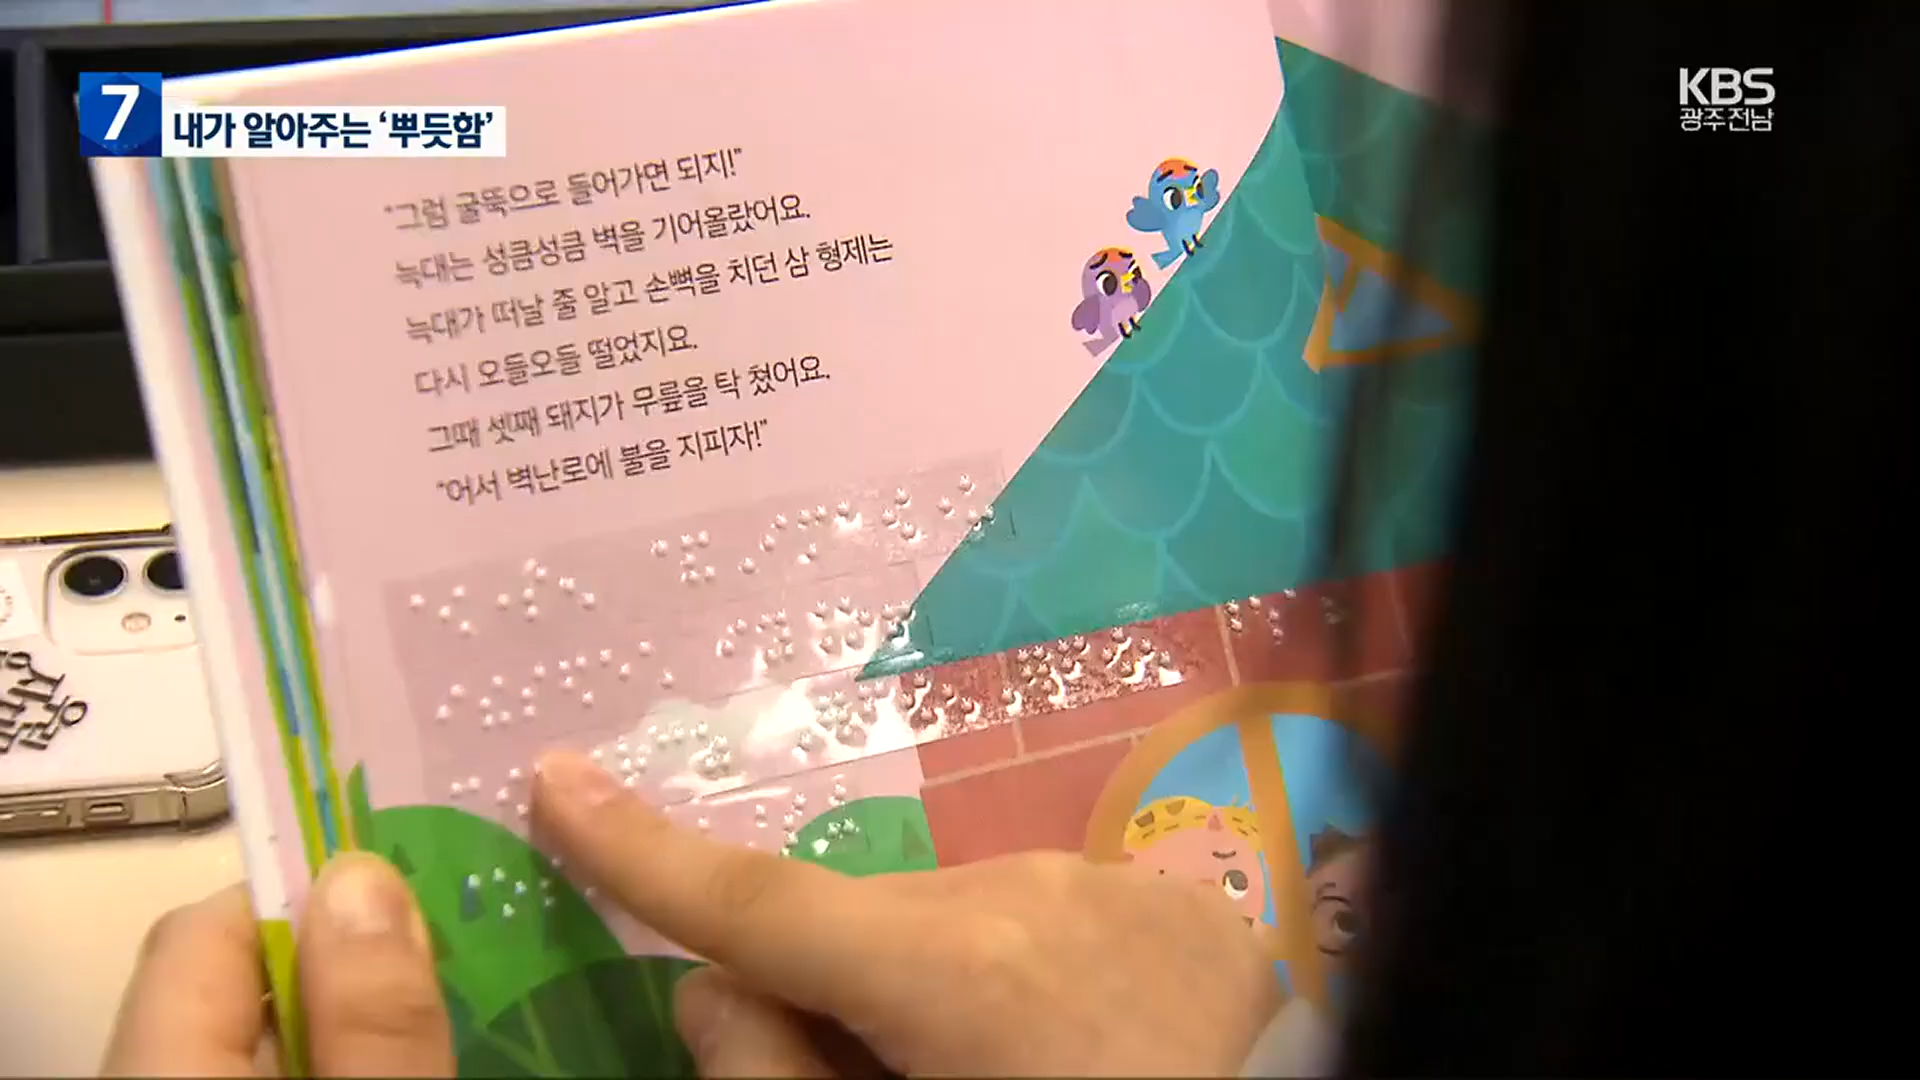 7
내가 알아주는 ‘뿌듯함’
KBS
광주전남
“그럼 굴뚝으로 들어가면 되지!”
늑대는 성큼성큼 벽을 기어올랐어요.
늑대가 떠날 줄 알고 손뼉을 치던 삼 형제는
다시 오들오들 떨었지요.
그때 셋째 돼지가 무릎을 탁 쳤어요.
“어서 벽난로에 불을 지피자!”